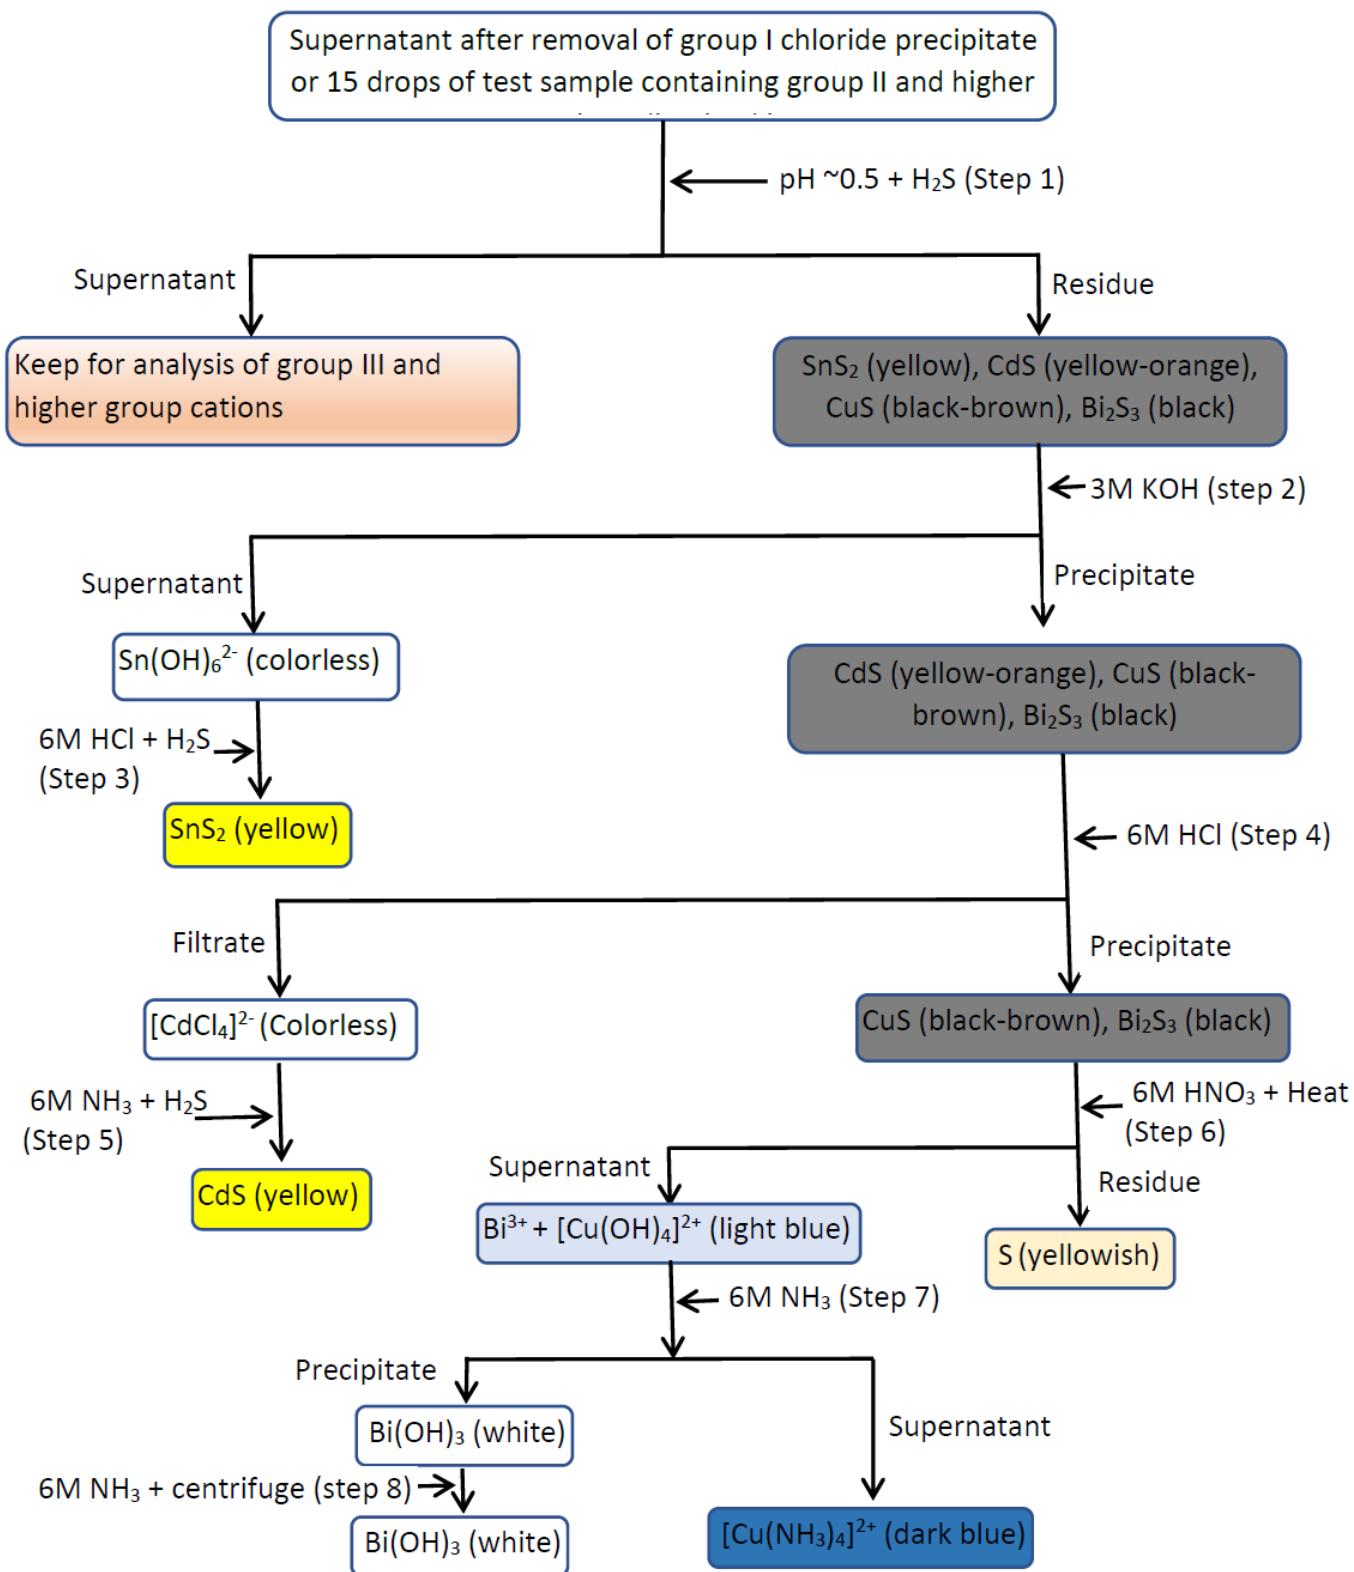 Supernatant after removal of group I chloride precipitate
or 15 drops of test sample containing group II and higher
pH ~0.5 + H₂S (Step 1)
Supernatant
Residue
Keep for analysis of group III and
higher group cations
SnS₂ (yellow), CdS (yellow-orange),
CuS (black-brown), Bi₂S₃ (black)
3M KOH (step 2)
Supernatant
Precipitate
Sn(OH)₆²⁻ (colorless)
CdS (yellow-orange), CuS (black-
brown), Bi₂S₃ (black)
6M HCl + H₂S
(Step 3)
SnS₂ (yellow)
6M HCl (Step 4)
Filtrate
Precipitate
[CdCl₄]²⁻ (Colorless)
CuS (black-brown), Bi₂S₃ (black)
6M NH₃ + H₂S
(Step 5)
6M HNO₃ + Heat
(Step 6)
CdS (yellow)
Supernatant
Residue
Bi³⁺ + [Cu(OH)₄]²⁺ (light blue)
S (yellowish)
6M NH₃ (Step 7)
Precipitate
Supernatant
Bi(OH)₃ (white)
6M NH₃ + centrifuge (step 8)
Bi(OH)₃ (white)
[Cu(NH₃)₄]²⁺ (dark blue)